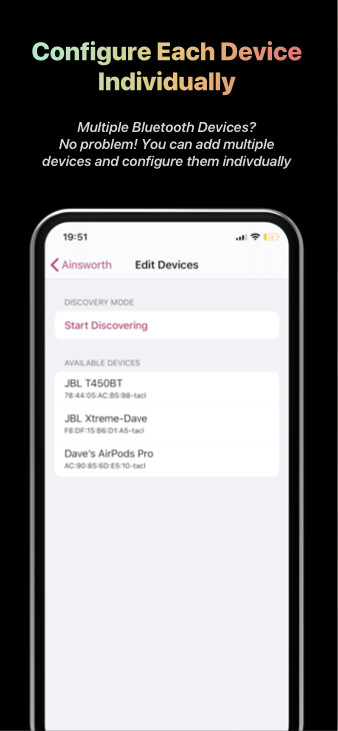 Configure Each Device
Individually
Multiple Bluetooth Devices?
No problem! You can add multiple
devices and configure them indivdually
19:51
Ainsworth
Edit Devices
DISCOVERY MODE
Start Discovering
AVAILABLE DEVICES
JBL T450BT
78:44:05:AC:85:98-tacl
JBL Xtreme-Dave
F8:DF:15:86:D1:A5-tacl
Dave's AirPods Pro
AC:90:85:6D:E5:10-tacl